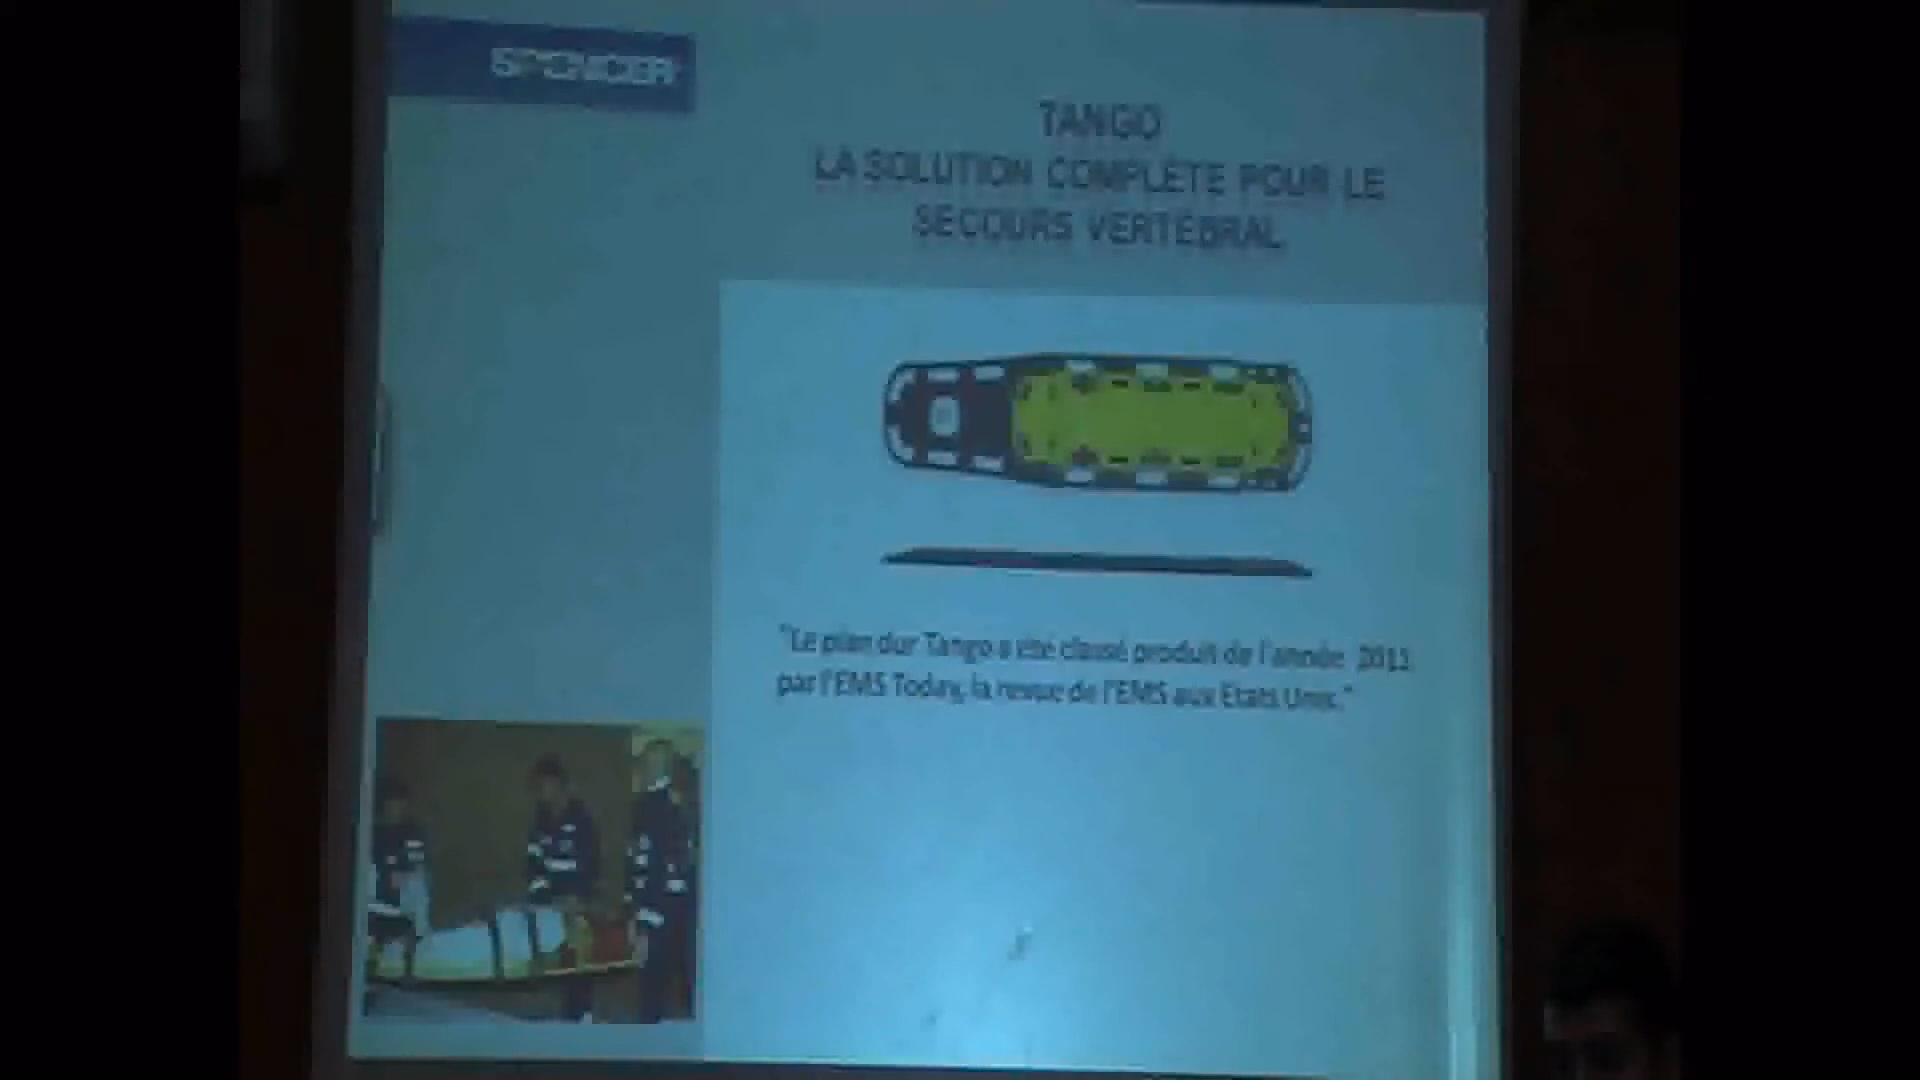 SPENCER
TANGO
LA SOLUTION COMPLÈTE POUR LE
SECOURS VERTEBRAL
"Le plan dur Tango a été classé produit de l'année 2011
par l'EMS Today, la revue de l'EMS aux Etats Unis."